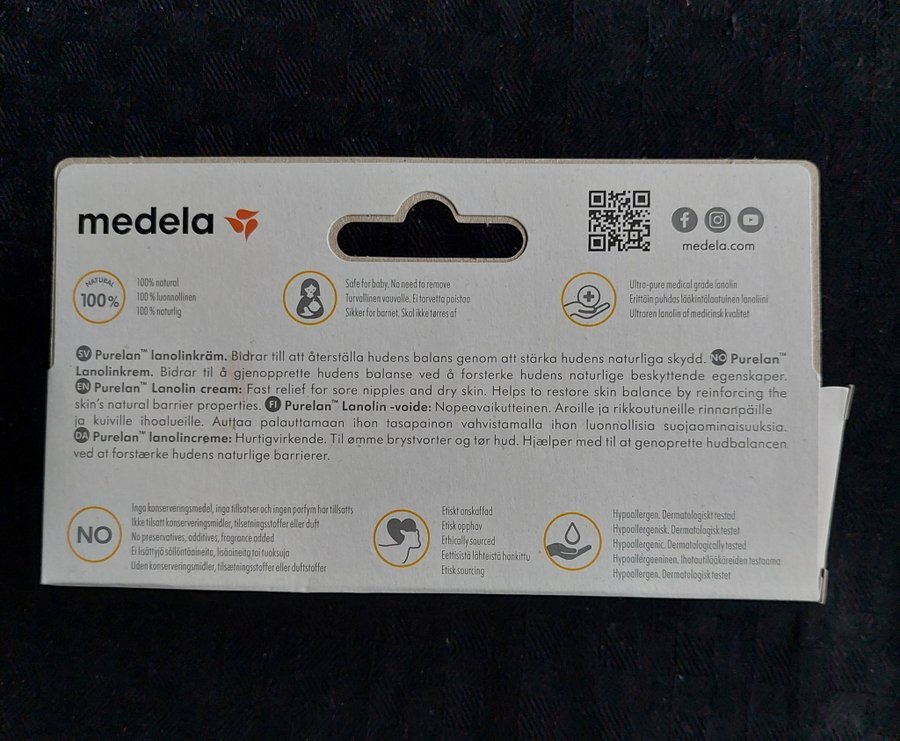 medela
medela.com
NATURAL
100%
100% natural
100% luonnollinen
100% naturlig
Safe for baby. No need to remove
Turvallinen vauvolle. Ei tarvetta poistaa
Sikker for barnet. Skal ikke tørres af
Ultra-pure medical grade lanolin
Erittäin puhdas lääkintälaatuinen lanoliini
Ultraren lanolin af medicinsk kvalitet
SV Purelan™ lanolinkräm. Bidrar till att återställa hudens balans genom att stärka hudens naturliga skydd. NO Purelan™
Lanolinkrem. Bidrar til å gjenopprette hudens balanse ved å forsterke hudens naturlige beskyttende egenskaper.
EN Purelan™ Lanolin cream: Fast relief for sore nipples and dry skin. Helps to restore skin balance by reinforcing the
skin's natural barrier properties. FI Purelan™ Lanolin -voide: Nopeavaikutteinen. Aroille ja rikkoutuneille rinnanpäille
ja kuiville ihoalueille. Auttaa palauttamaan ihon tasapainon vahvistamalla ihon luonnollisia suojaominaisuuksia.
DA Purelan™ lanolincreme: Hurtigvirkende. Til ømme brystvorter og tør hud. Hjælper med til at genoprette hudbalancen
ved at forstærke hudens naturlige barrierer.
NO
Inga konserveringsmedel, inga tillsatser och ingen parfym har tillsatts
Ikke tilsatt konserveringsmidler, tilsetningsstoffer eller duft
No preservatives, additives, fragrance added
Ei lisättyjä säilöntäaineita, lisäaineita tai tuoksuja
Uden konserveringsmidler, tilsætningsstoffer eller duftstoffer
Etiskt anskaffad
Etisk opphav
Ethically sourced
Eettisistä lähteistä hankittu
Etisk sourcing
Hypoallergen. Dermatologiskt testad
Hypoallergenisk. Dermatologisk testet
Hypoallergenic. Dermatologically tested
Hypoallergeeninen. Ihotautilääkäreiden testaama
Hypoallergen. Dermatologisk testet